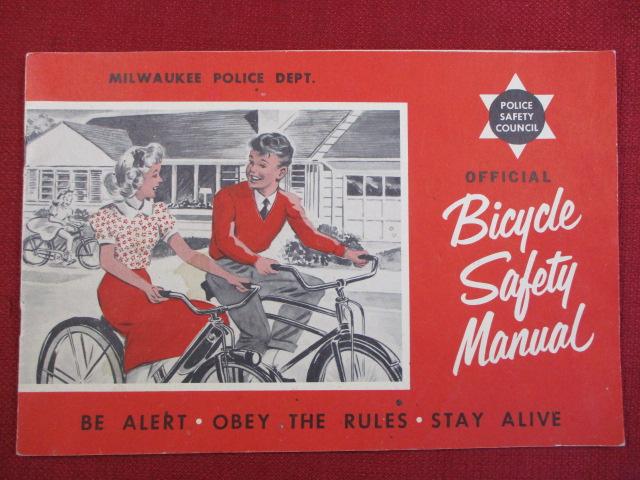 MILWAUKEE POLICE DEPT.
POLICE
SAFETY
COUNCIL
OFFICIAL
Bicycle
Safety
Manual
BE ALERT • OBEY THE RULES • STAY ALIVE